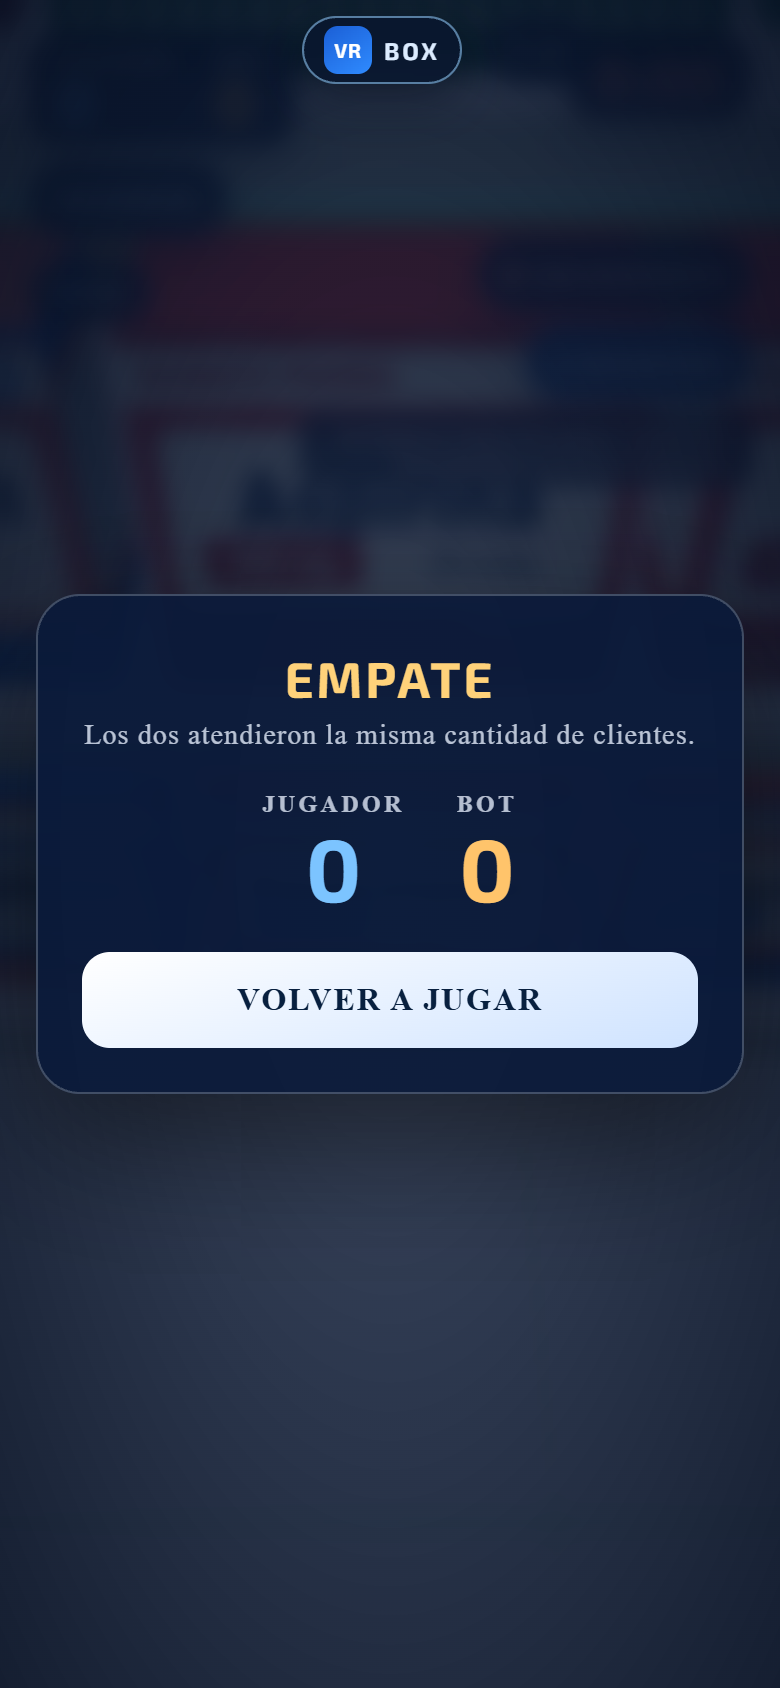 VR BOX
EMPATE
Los dos atendieron la misma cantidad de clientes.
JUGADOR BOT
0 0
VOLVER A JUGAR